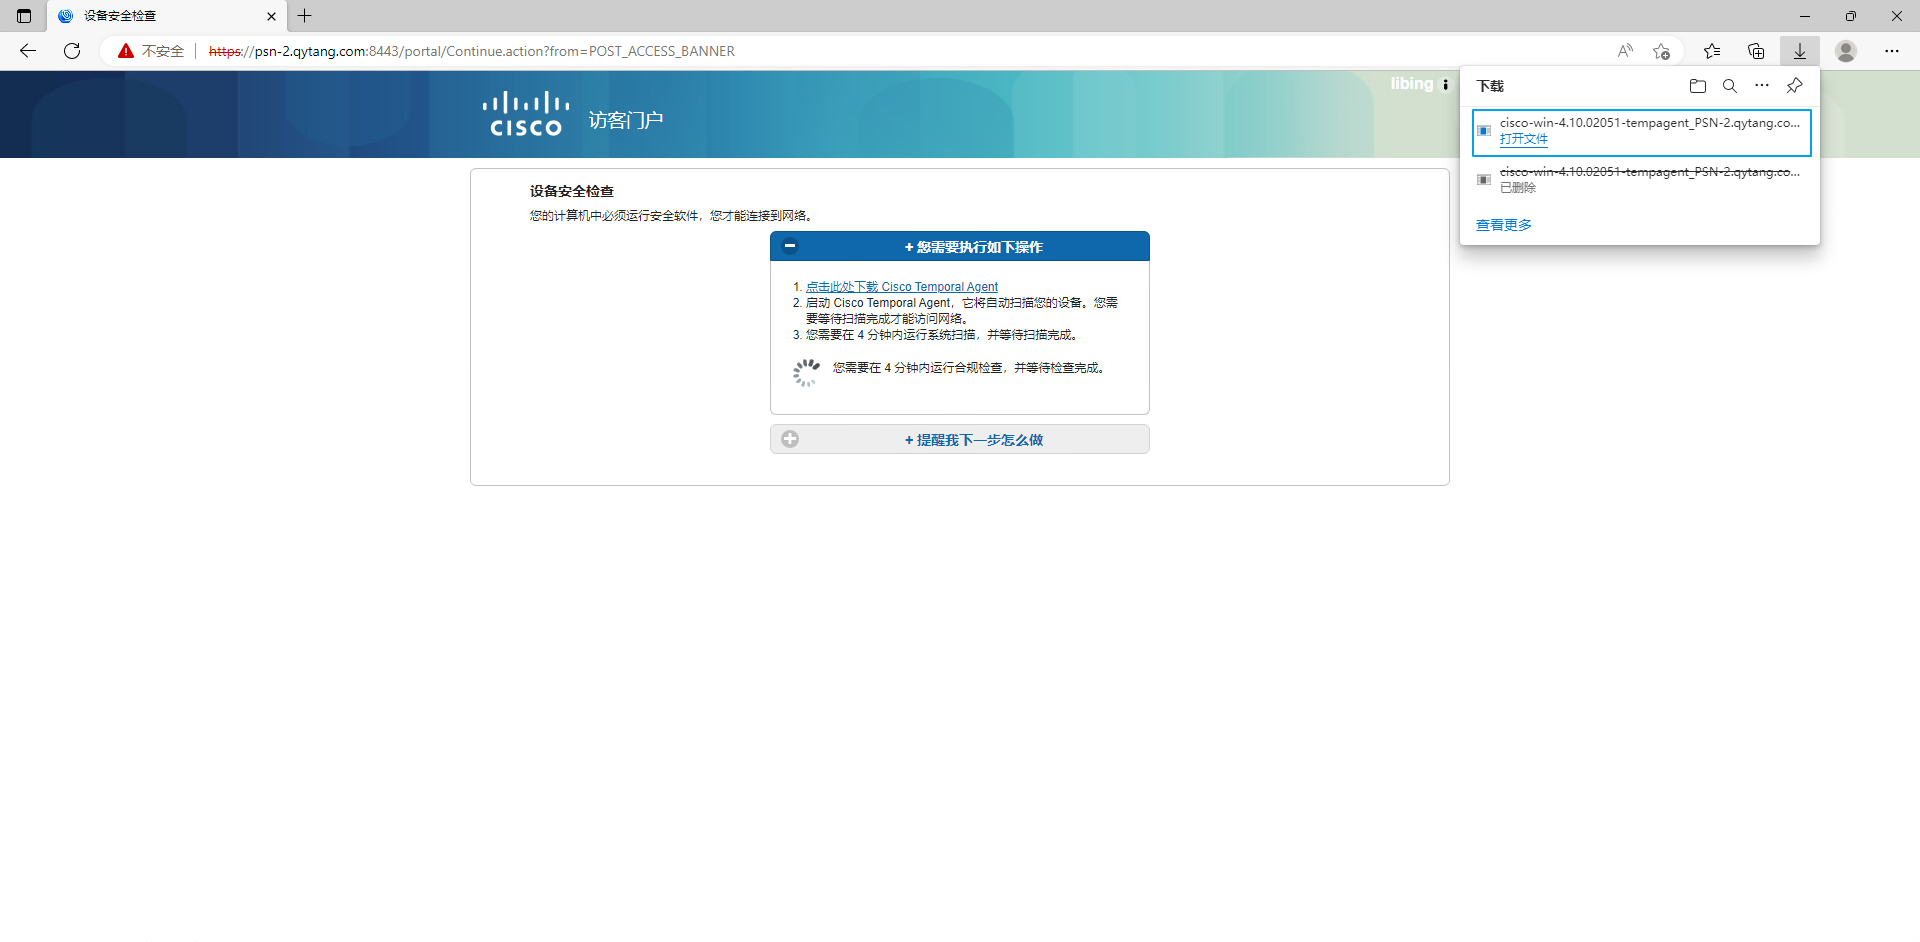 设备安全检查
不安全
https://psn-2.qytang.com:8443/portal/Continue.action?from=POST_ACCESS_BANNER
libing
CISCO 访客门户
下载
cisco-win-4.10.02051-tempagent_PSN-2.qytang.co...
打开文件
cisco-win-4.10.02051-tempagent_PSN-2.qytang.co...
已删除
查看更多
设备安全检查
您的计算机中必须运行安全软件，您才能连接到网络。
+ 您需要执行如下操作
1. 点击此处下载 Cisco Temporal Agent
2. 启动 Cisco Temporal Agent，它将自动扫描您的设备。您需
要等待扫描完成才能访问网络。
3. 您需要在 4 分钟内运行系统扫描，并等待扫描完成。
您需要在 4 分钟内运行合规检查，并等待检查完成。
+ 提醒我下一步怎么做